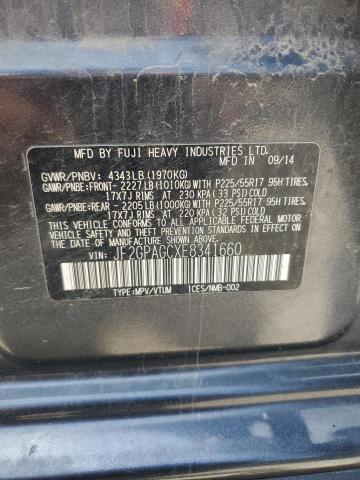 MFD BY FUJI HEAVY INDUSTRIES LTD. IN 09/14
GVWR/PNBV: 4343LB (1970KG)
GAWR/PNBE:FRONT- 2227LB(1010KG) WITH P225/55R17 95H TIRES,
17X7J RIMS AT 230 KPA (33 PSI) COLD
GAWR/PNBE:REAR - 2205LB(1000KG) WITH P225/55R17 95H TIRES,
17X7J RIMS AT 220 KPA (32 PSI) COLD
THIS VEHICLE CONFORMS TO ALL APPLICABLE
FEDERAL MOTOR VEHICLE SAFETY,
BUMPER, AND THEFT PREVENTION STANDARDS IN EFFECT ON
THE DATE OF MANUFACTURE SHOWN ABOVE.
VIN: JF2GPAGCXE8341660
TYPE:MPV/VTUM ICES/NMB-002